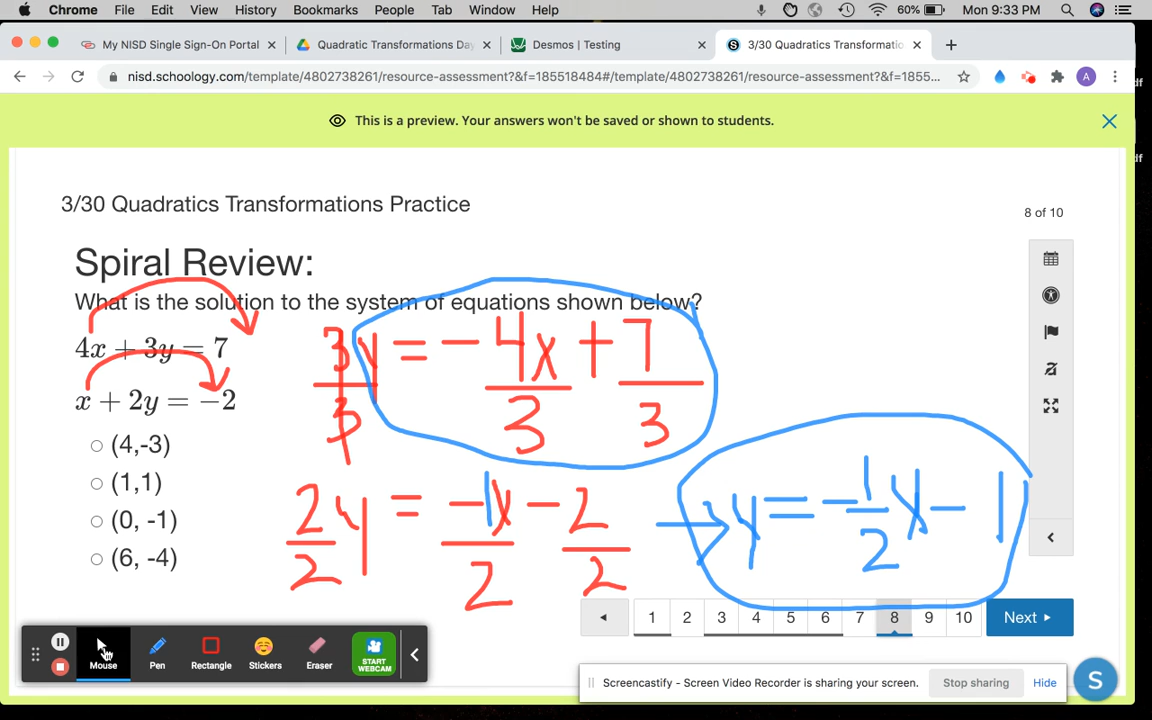 Chrome File Edit View History Bookmarks People Tab Window Help 60% Mon 9:33 PM
My NISD Single Sign-On Portal Quadratic Transformations Day Desmos | Testing 3/30 Quadratics Transformatic
nisd.schoology.com/template/4802738261/resource-assessment?&f=185518484#/template/4802738261/resource-assessment?&f=1855... A
df
This is a preview. Your answers won't be saved or shown to students.
df
3/30 Quadratics Transformations Practice
8 of 10
Spiral Review:
What is the solution to the system of equations shown below?
4x + 3y = 7
x + 2y = −2
(4,-3)
(1,1)
(0, -1)
(6, -4)
3y/3 = -4x/3 + 7/3
2y/2 = -1x/2 - 2/2 → y = -1/2 x - 1
1 2 3 4 5 6 7 8 9 10 Next
Mouse Pen Rectangle Stickers Eraser START WEBCAM
Screencastify - Screen Video Recorder is sharing your screen. Stop sharing Hide S